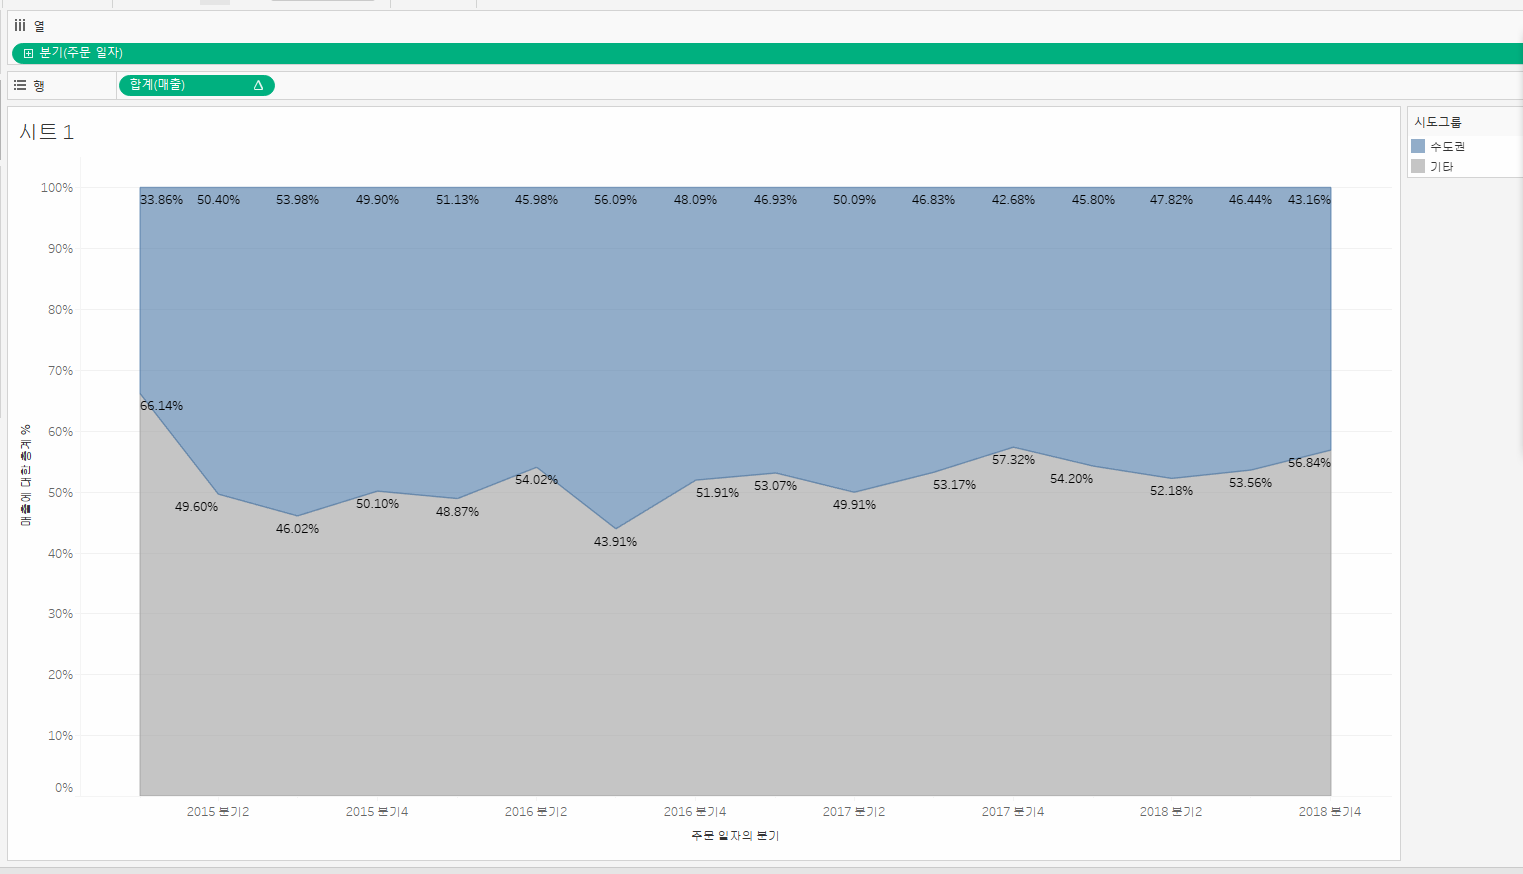 열
분기(주문 일자)
행
합계(매출)
시트 1
시도그룹
수도권
기타
100%
90%
80%
70%
60%
50%
40%
30%
20%
10%
0%
매출에 대한 총계 %
33.86% 50.40% 53.98% 49.90% 51.13% 45.98% 56.09% 48.09% 46.93% 50.09% 46.83% 42.68% 45.80% 47.82% 46.44% 43.16%
66.14% 49.60% 46.02% 50.10% 48.87% 54.02% 43.91% 51.91% 53.07% 49.91% 53.17% 57.32% 54.20% 52.18% 53.56% 56.84%
2015 분기2 2015 분기4 2016 분기2 2016 분기4 2017 분기2 2017 분기4 2018 분기2 2018 분기4
주문 일자의 분기